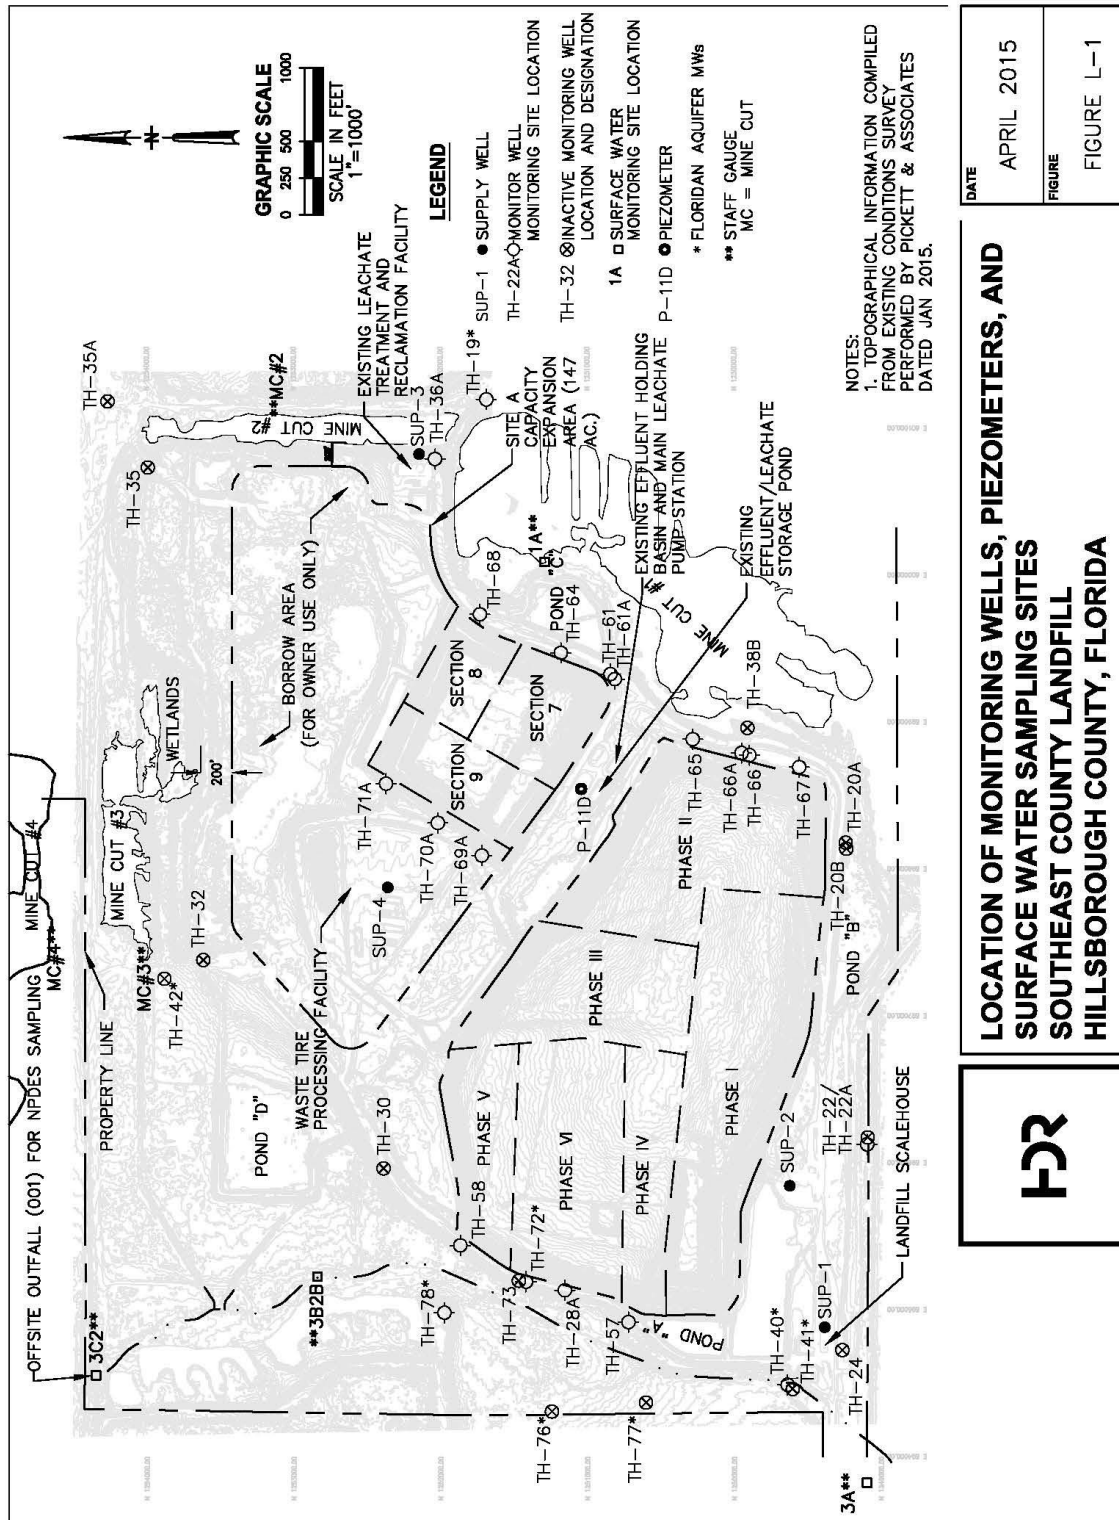 OFFSITE OUTFALL (001) FOR NPDES SAMPLING
MINE CUT #4
MC#4**
3C2**
PROPERTY LINE
MC#3**
MINE CUT #3
WETLANDS
200'
TH-42*
TH-32
TH-35
TH-35A
POND "D"
**3B2B
WASTE TIRE
PROCESSING FACILITY
BORROW AREA
(FOR OWNER USE ONLY)
MINE CUT
#2
**MC#2
EXISTING LEACHATE
TREATMENT AND
RECLAMATION FACILITY
SUP-3
TH-36A
TH-19*
SITE A
CAPACITY
EXPANSION
AREA (147
AC.)
TH-30
SUP-4
TH-71A
TH-70A
TH-69A
SECTION
9
SECTION
8
SECTION
7
TH-68
POND
"C"
1A**
TH-64
TH-61
TH-61A
EXISTING EFFLUENT HOLDING
BASIN AND MAIN LEACHATE
PUMP STATION
MINE CUT #1
EXISTING
EFFLUENT/LEACHATE
STORAGE POND
P-11D
TH-78*
TH-58
TH-72*
TH-73
TH-28A
TH-57
TH-76*
TH-77*
POND "A"
PHASE V
PHASE VI
PHASE IV
PHASE III
PHASE II
PHASE I
TH-65
TH-66A
TH-66
TH-67
TH-38B
TH-20A
TH-20B
POND "B"
SUP-2
TH-22/
TH-22A
SUP-1
TH-40*
TH-41*
TH-24
3A**
LANDFILL SCALEHOUSE
N
GRAPHIC SCALE
0 250 500 1000
SCALE IN FEET
1"=1000'
LEGEND
SUP-1 SUPPLY WELL
TH-22A MONITOR WELL
MONITORING SITE LOCATION
TH-32 INACTIVE MONITORING WELL
LOCATION AND DESIGNATION
1A SURFACE WATER
MONITORING SITE LOCATION
P-11D PIEZOMETER
* FLORIDAN AQUIFER MWs
** STAFF GAUGE
MC = MINE CUT
NOTES:
1. TOPOGRAPHICAL INFORMATION COMPILED
FROM EXISTING CONDITIONS SURVEY
PERFORMED BY PICKETT & ASSOCIATES
DATED JAN 2015.
HDR
LOCATION OF MONITORING WELLS, PIEZOMETERS, AND
SURFACE WATER SAMPLING SITES
SOUTHEAST COUNTY LANDFILL
HILLSBOROUGH COUNTY, FLORIDA
DATE
APRIL 2015
FIGURE
FIGURE L-1